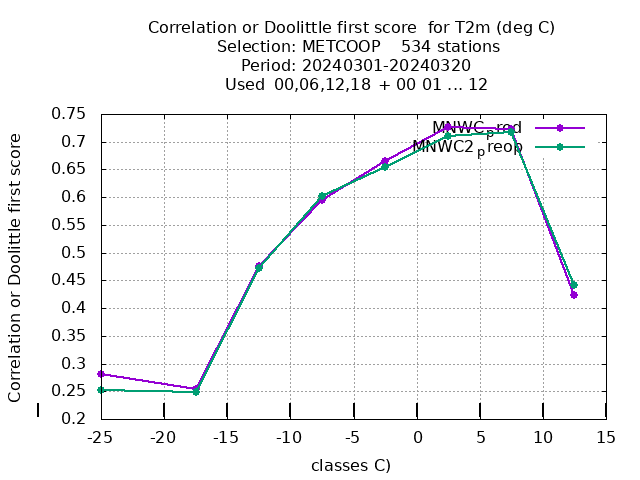 Correlation or Doolittle first score  for T2m (deg C)
Selection: METCOOP    534 stations
Period: 20240301-20240320
Used  00,06,12,18 + 00 01 ... 12
MNWCprod
MNWC2preop
Correlation or Doolittle first score
0.75
0.7
0.65
0.6
0.55
0.5
0.45
0.4
0.35
0.3
0.25
0.2
-25 -20 -15 -10 -5 0 5 10 15
classes C)